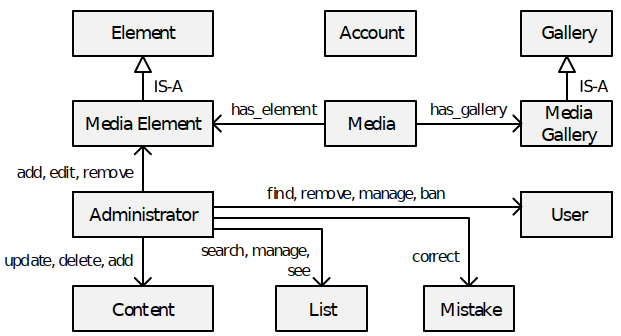 Element
Account
Gallery
IS-A
IS-A
Media Element
has_element
Media
has_gallery
Media
Gallery
add, edit, remove
Administrator
find, remove, manage, ban
User
update, delete, add
search, manage,
see
correct
Content
List
Mistake